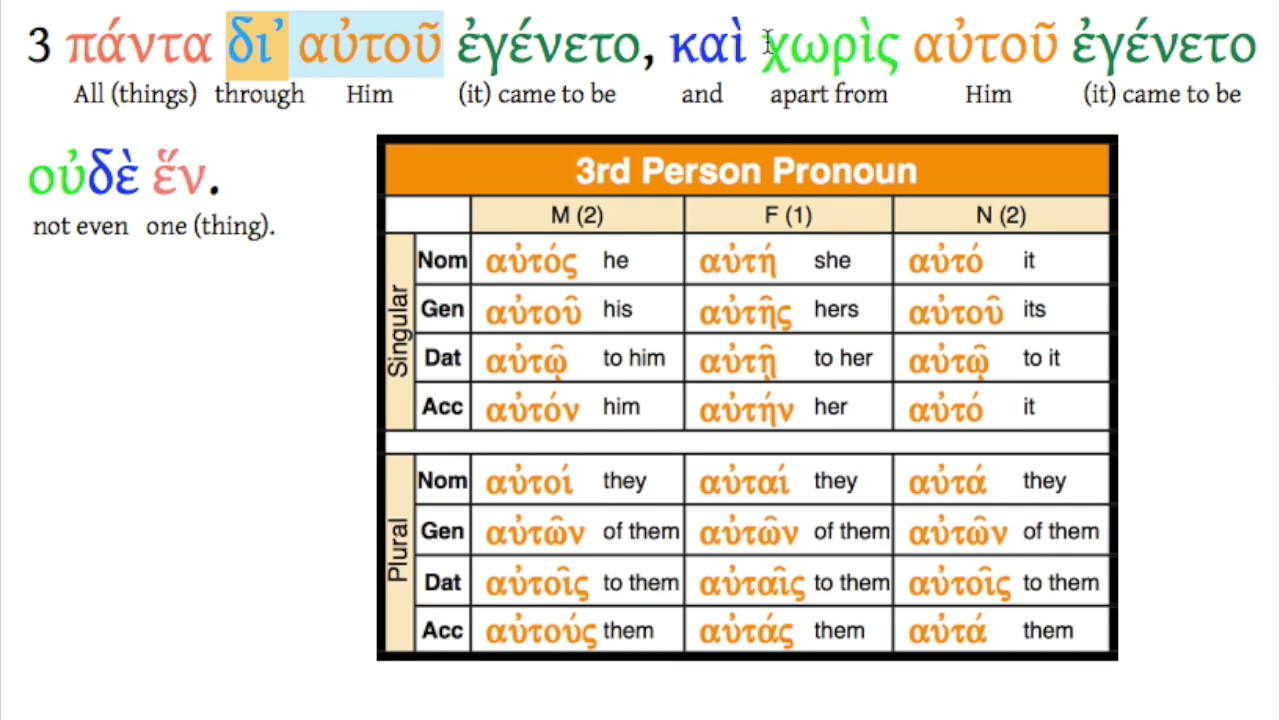 3 πάντα δι’ αὐτοῦ ἐγένετο, καὶ χωρὶς αὐτοῦ ἐγένετο
All (things) through Him (it) came to be and apart from Him (it) came to be
οὐδὲ ἕν.
not even one (thing).
3rd Person Pronoun
M (2) F (1) N (2)
Singular
Nom αὐτός he αὐτή she αὐτό it
Gen αὐτοῦ his αὐτῆς hers αὐτοῦ its
Dat αὐτῷ to him αὐτῇ to her αὐτῷ to it
Acc αὐτόν him αὐτήν her αὐτό it
Plural
Nom αὐτοί they αὐταί they αὐτά they
Gen αὐτῶν of them αὐτῶν of them αὐτῶν of them
Dat αὐτοῖς to them αὐταῖς to them αὐτοῖς to them
Acc αὐτούς them αὐτάς them αὐτά them